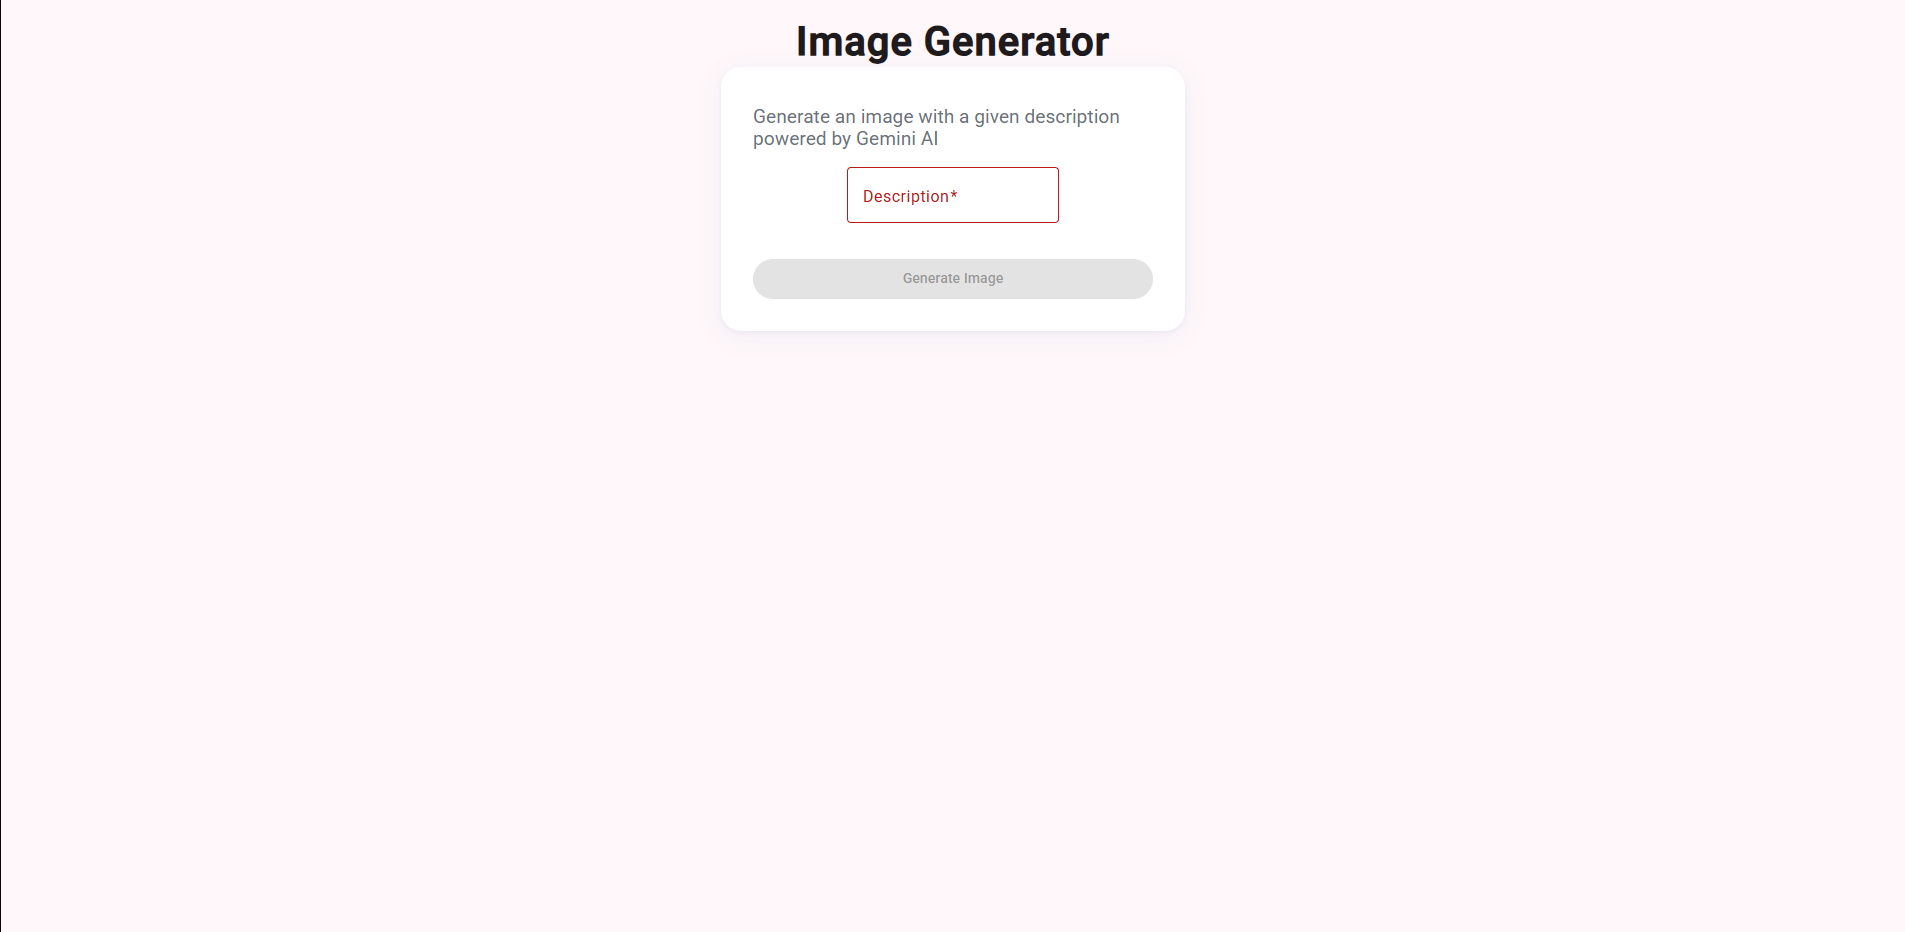 Image Generator
Generate an image with a given description
powered by Gemini AI
Description*
Generate Image